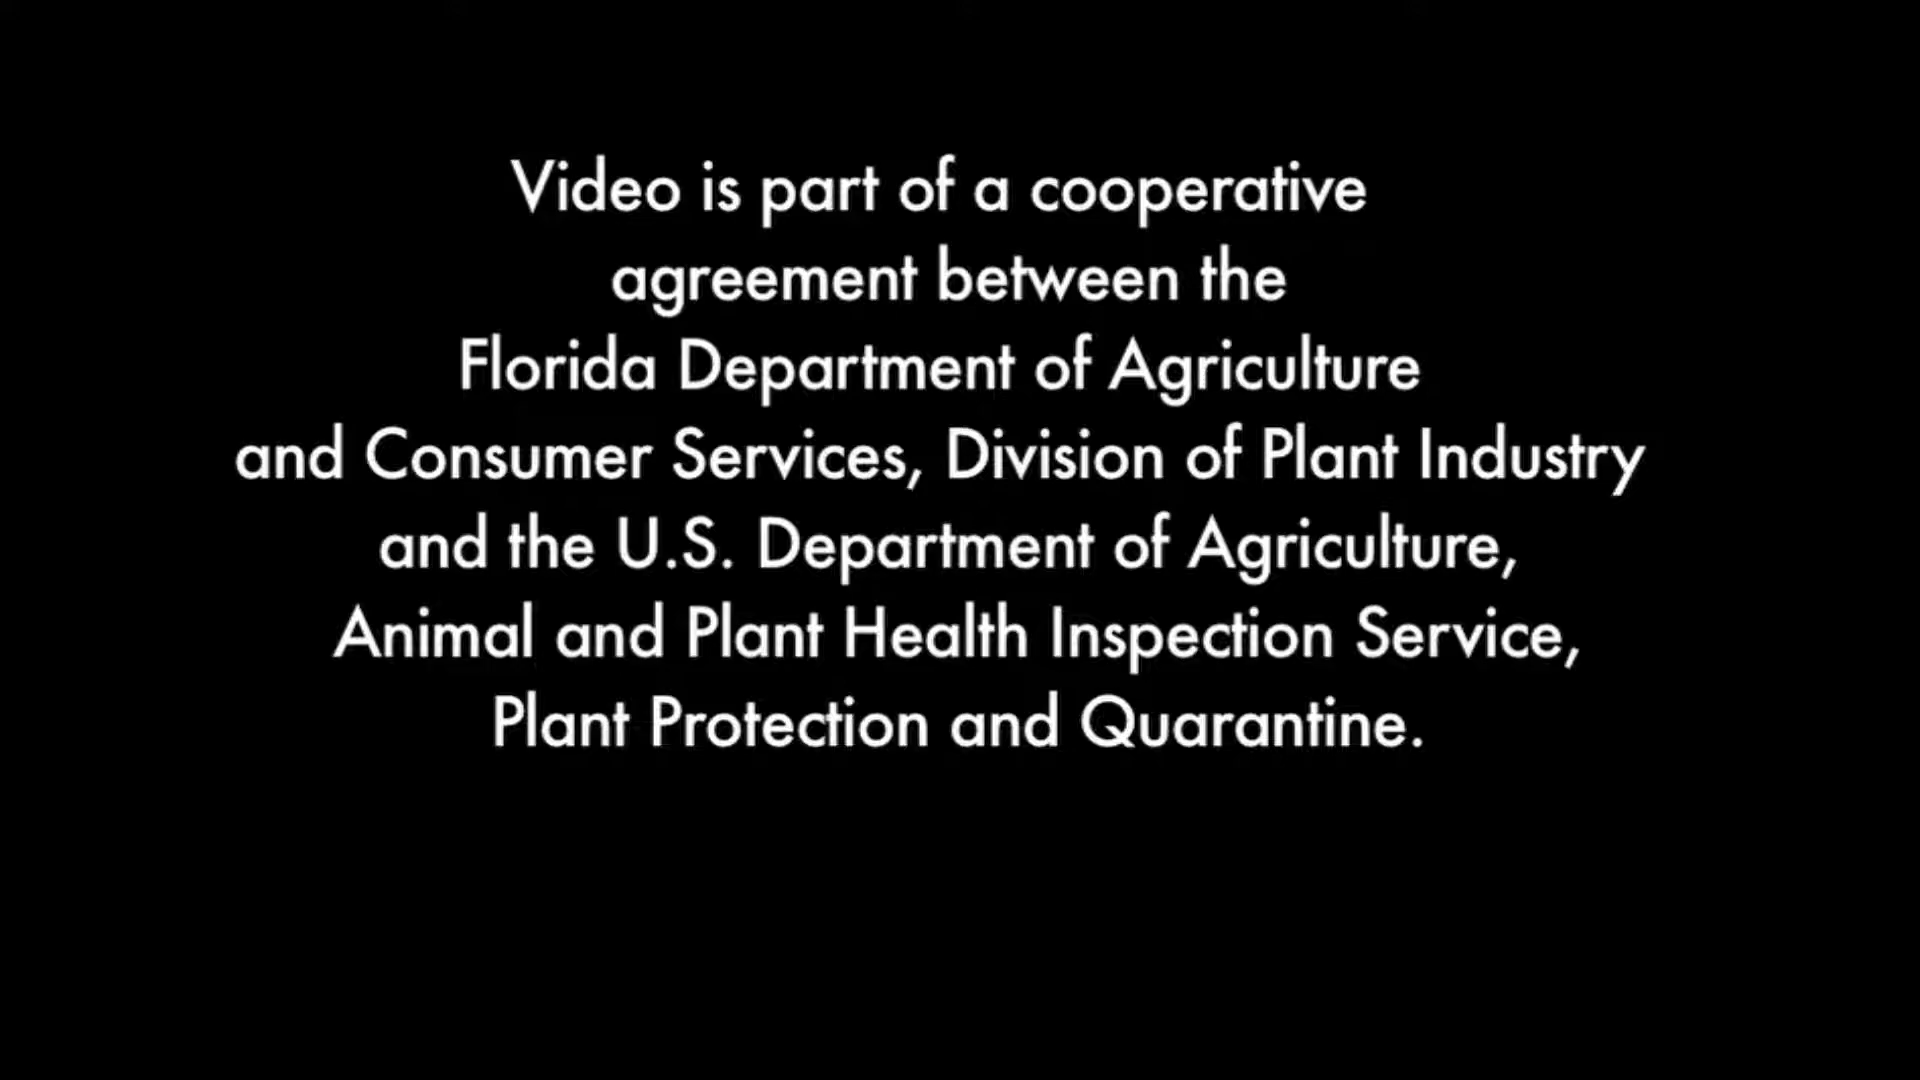 Video is part of a cooperative
agreement between the
Florida Department of Agriculture
and Consumer Services, Division of Plant Industry
and the U.S. Department of Agriculture,
Animal and Plant Health Inspection Service,
Plant Protection and Quarantine.